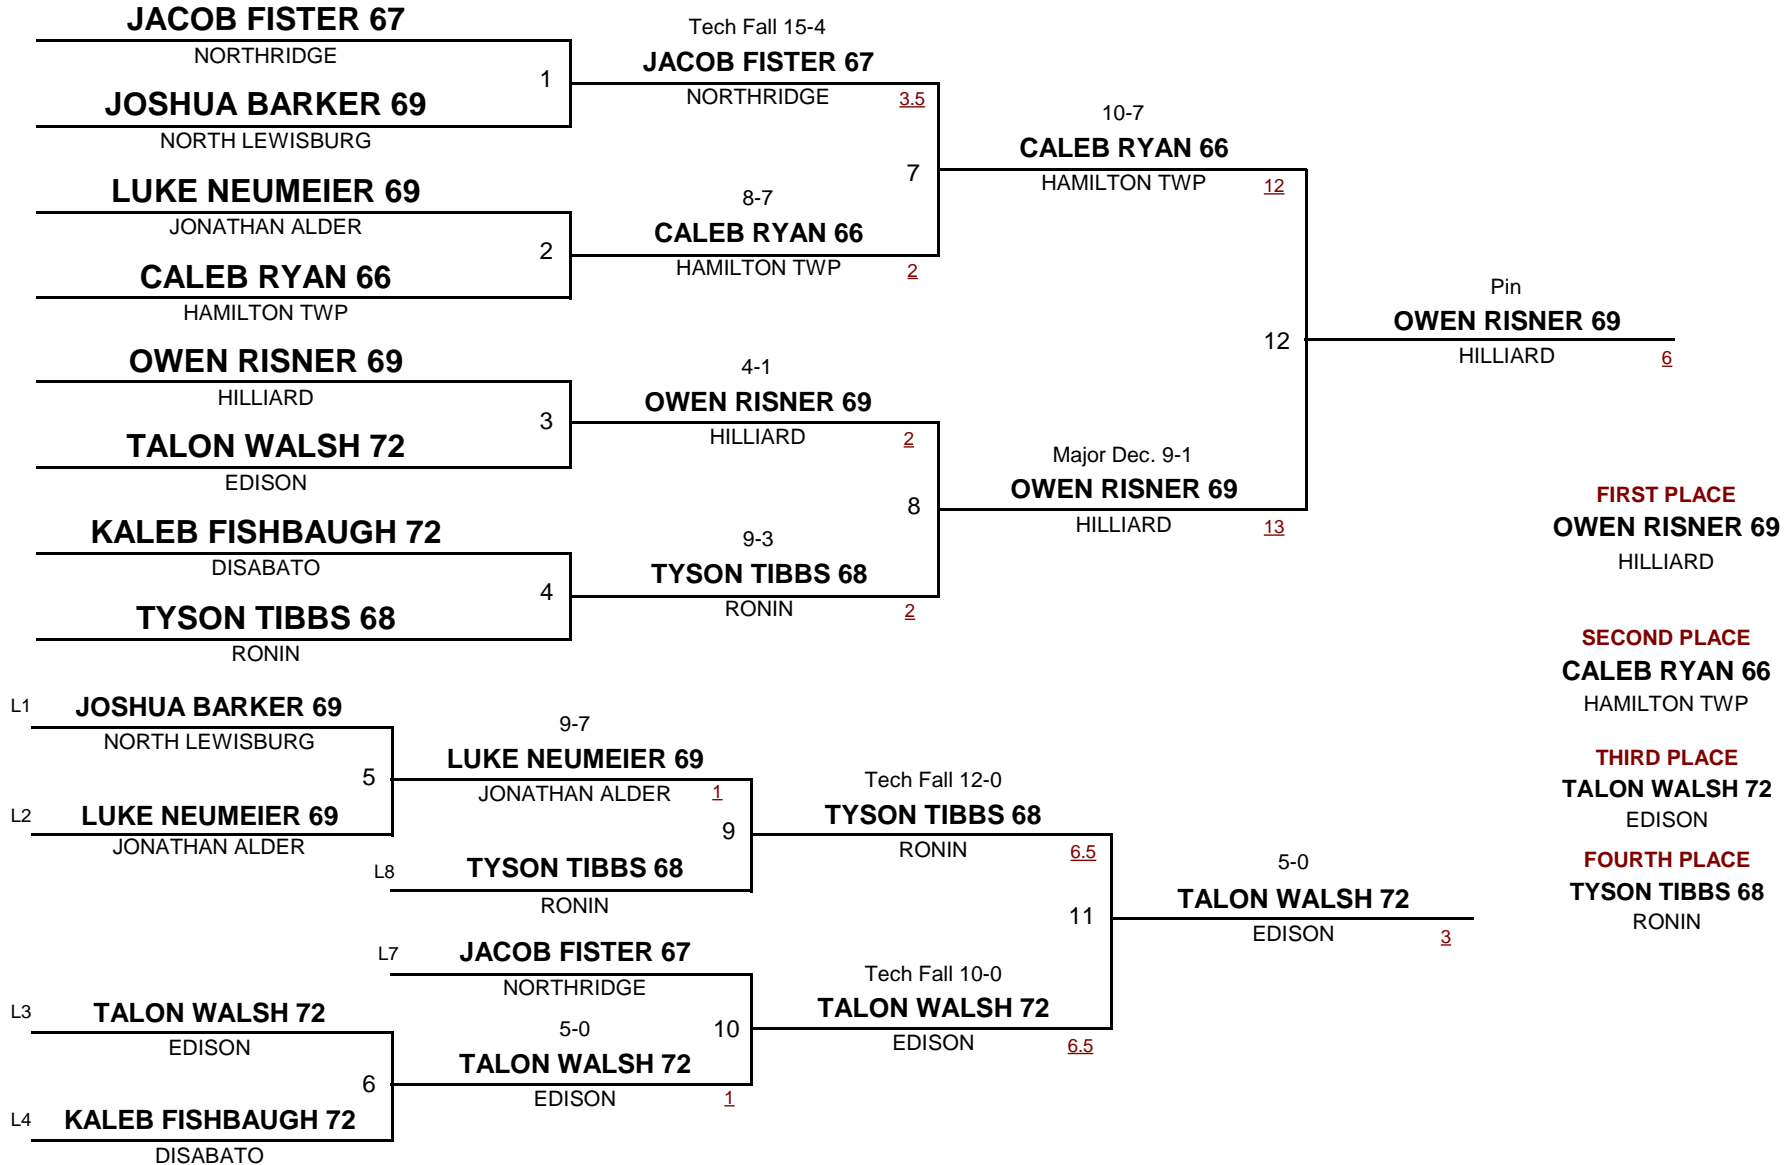 JACOB FISTER 67
NORTHRIDGE
1
JOSHUA BARKER 69
NORTH LEWISBURG
LUKE NEUMEIER 69
JONATHAN ALDER
2
CALEB RYAN 66
HAMILTON TWP
OWEN RISNER 69
HILLIARD
3
TALON WALSH 72
EDISON
KALEB FISHBAUGH 72
DISABATO
4
TYSON TIBBS 68
RONIN
Tech Fall 15-4
JACOB FISTER 67
NORTHRIDGE 3.5
7
8-7
CALEB RYAN 66
HAMILTON TWP 2
4-1
OWEN RISNER 69
HILLIARD 2
8
9-3
TYSON TIBBS 68
RONIN 2
10-7
CALEB RYAN 66
HAMILTON TWP 12
12
Major Dec. 9-1
OWEN RISNER 69
HILLIARD 13
Pin
OWEN RISNER 69
HILLIARD 6
FIRST PLACE
OWEN RISNER 69
HILLIARD
SECOND PLACE
CALEB RYAN 66
HAMILTON TWP
THIRD PLACE
TALON WALSH 72
EDISON
FOURTH PLACE
TYSON TIBBS 68
RONIN
L1 JOSHUA BARKER 69
NORTH LEWISBURG
5
L2 LUKE NEUMEIER 69
JONATHAN ALDER
L3 TALON WALSH 72
EDISON
6
L4 KALEB FISHBAUGH 72
DISABATO
9-7
LUKE NEUMEIER 69
JONATHAN ALDER 1
9
L8 TYSON TIBBS 68
RONIN
L7 JACOB FISTER 67
NORTHRIDGE
5-0 10
TALON WALSH 72
EDISON 1
Tech Fall 12-0
TYSON TIBBS 68
RONIN 6.5
11
Tech Fall 10-0
TALON WALSH 72
EDISON 6.5
5-0
TALON WALSH 72
EDISON 3